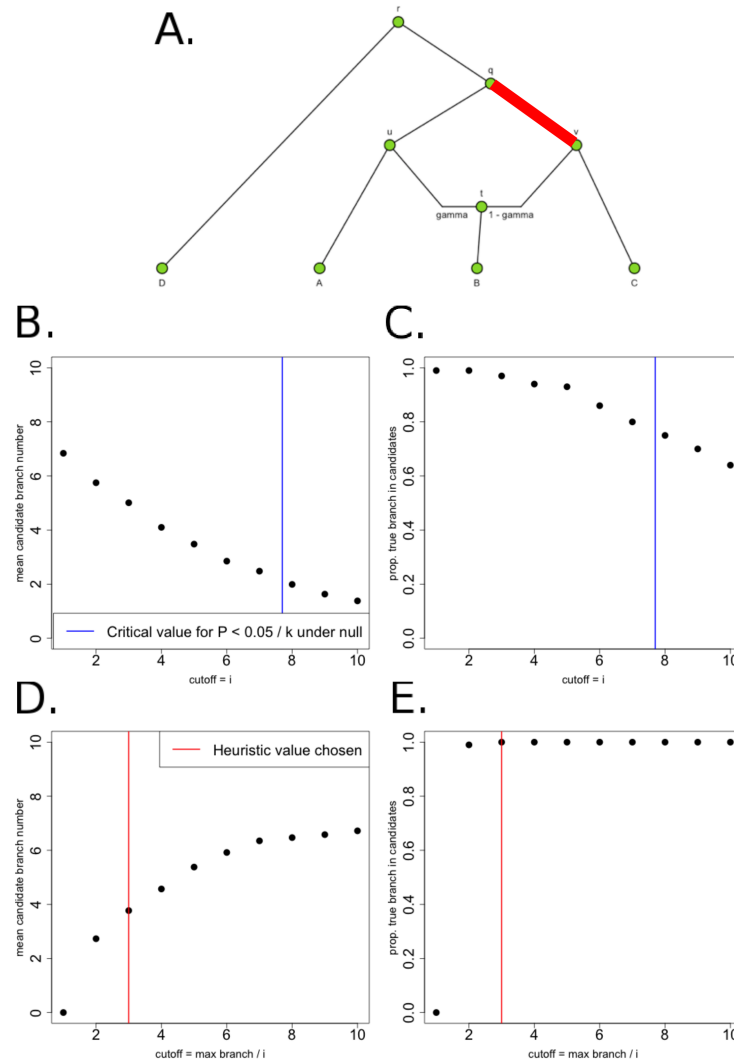 A.
r
q
u
v
t
gamma
1 - gamma
D
A
B
C
B.
mean candidate branch number
0 2 4 6 8 10
Critical value for P < 0.05 / k under null
2 4 6 8 10
cutoff = i
C.
prop. true branch in candidates
0.0 0.2 0.4 0.6 0.8 1.0
2 4 6 8 10
cutoff = i
D.
mean candidate branch number
0 2 4 6 8 10
Heuristic value chosen
2 4 6 8 10
cutoff = max branch / i
E.
prop. true branch in candidates
0.0 0.2 0.4 0.6 0.8 1.0
2 4 6 8 10
cutoff = max branch / i